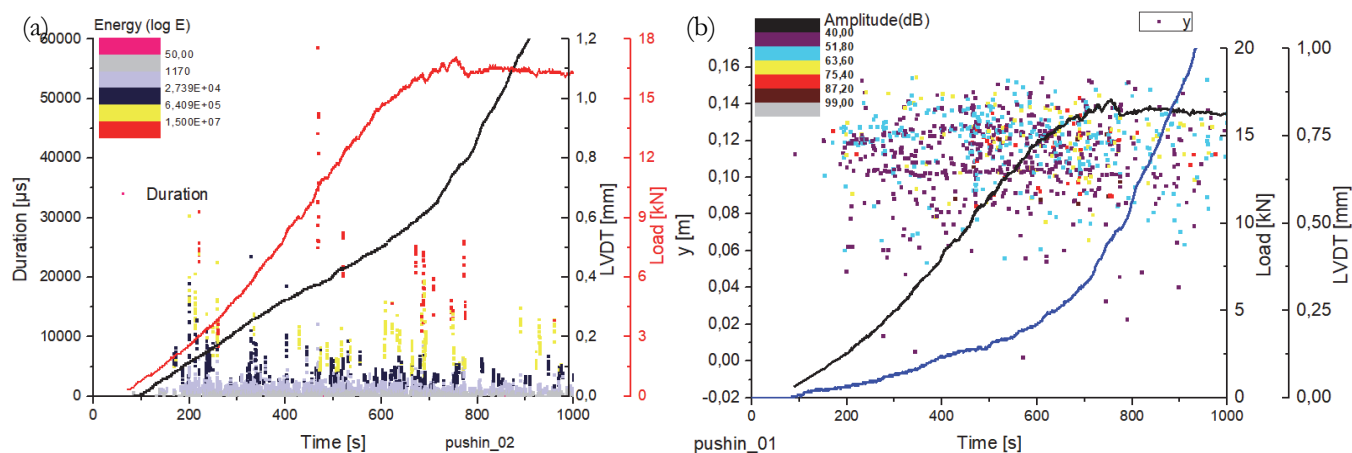 (a)
Energy (log E)
50,00
1170
2,739E+04
6,409E+05
1,500E+07
Duration
60000
50000
40000
30000
20000
10000
0
Duration [µs]
0 200 400 600 800 1000
Time [s]
pushin_02
1,2
1,0
0,8
0,6
0,4
0,2
0,0
LVDT [mm]
18
15
12
9
6
3
0
Load [kN]
(b)
Amplitude(dB)
40,00
51,80
63,60
75,40
87,20
99,00
y
0,16
0,14
0,12
0,10
0,08
0,06
0,04
0,02
0,00
-0,02
y [m]
0 200 400 600 800 1000
pushin_01
Time [s]
20
15
10
5
0
Load [kN]
1,00
0,75
0,50
0,25
0,00
LVDT [mm]